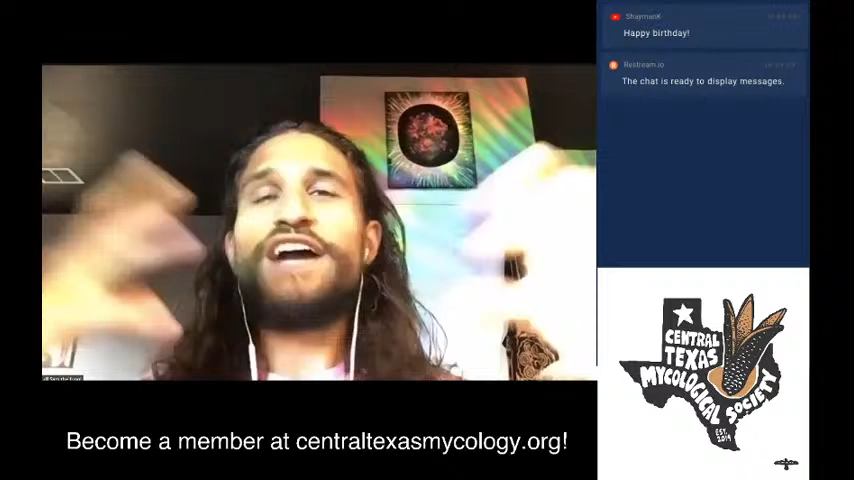 ShaymanK
Happy birthday!
Restream.io
The chat is ready to display messages.
CENTRAL
TEXAS
MYCOLOGICAL
SOCIETY
EST.
2019
Become a member at centraltexasmycology.org!